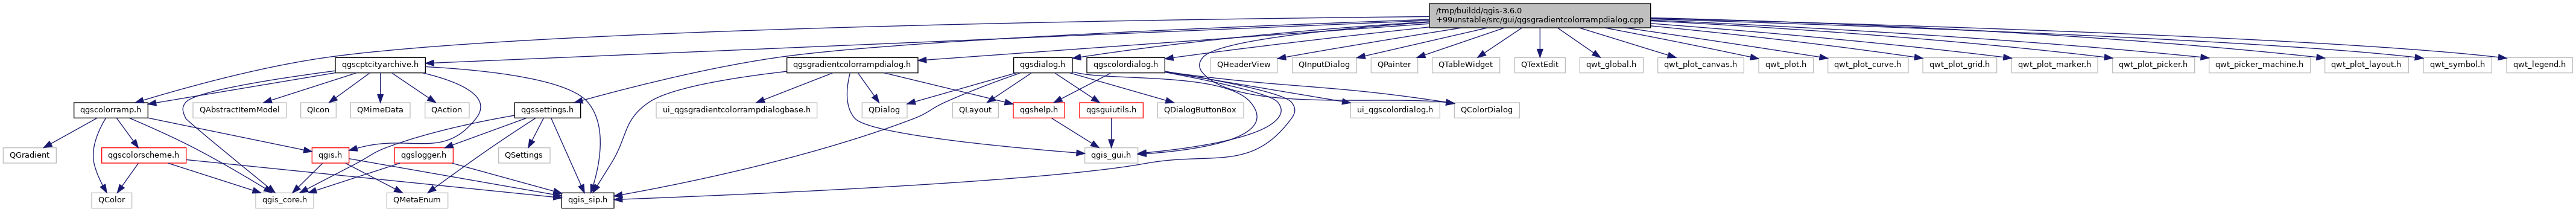 /tmp/buildd/qgis-3.6.0
+99unstable/src/gui/qgsgradientcolorrampdialog.cpp
qgscptcityarchive.h
qgsgradientcolorrampdialog.h
qgsdialog.h
qgscolordialog.h
QHeaderView
QInputDialog
QPainter
QTableWidget
QTextEdit
qwt_global.h
qwt_plot_canvas.h
qwt_plot.h
qwt_plot_curve.h
qwt_plot_grid.h
qwt_plot_marker.h
qwt_plot_picker.h
qwt_picker_machine.h
qwt_plot_layout.h
qwt_symbol.h
qwt_legend.h
qgscolorramp.h
QAbstractItemModel
QIcon
QMimeData
QAction
qgssettings.h
ui_qgsgradientcolorrampdialogbase.h
QDialog
QLayout
qgshelp.h
qgsguiutils.h
QDialogButtonBox
ui_qgscolordialog.h
QColorDialog
QGradient
qgscolorscheme.h
qgis.h
qgslogger.h
QSettings
qgis_gui.h
QColor
qgis_core.h
QMetaEnum
qgis_sip.h